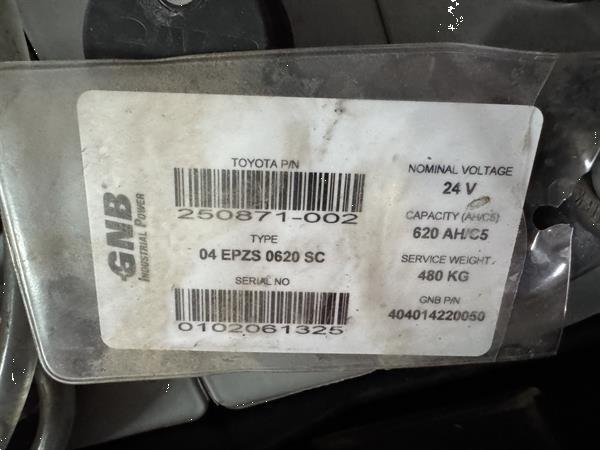 GNB
INDUSTRIAL POWER
TOYOTA P/N
250871-002
TYPE
04 EPZS 0620 SC
SERIAL NO
0102061325
NOMINAL VOLTAGE
24 V
CAPACITY (AH/C5)
620 AH/C5
SERVICE WEIGHT
480 KG
GNB P/N
404014220050